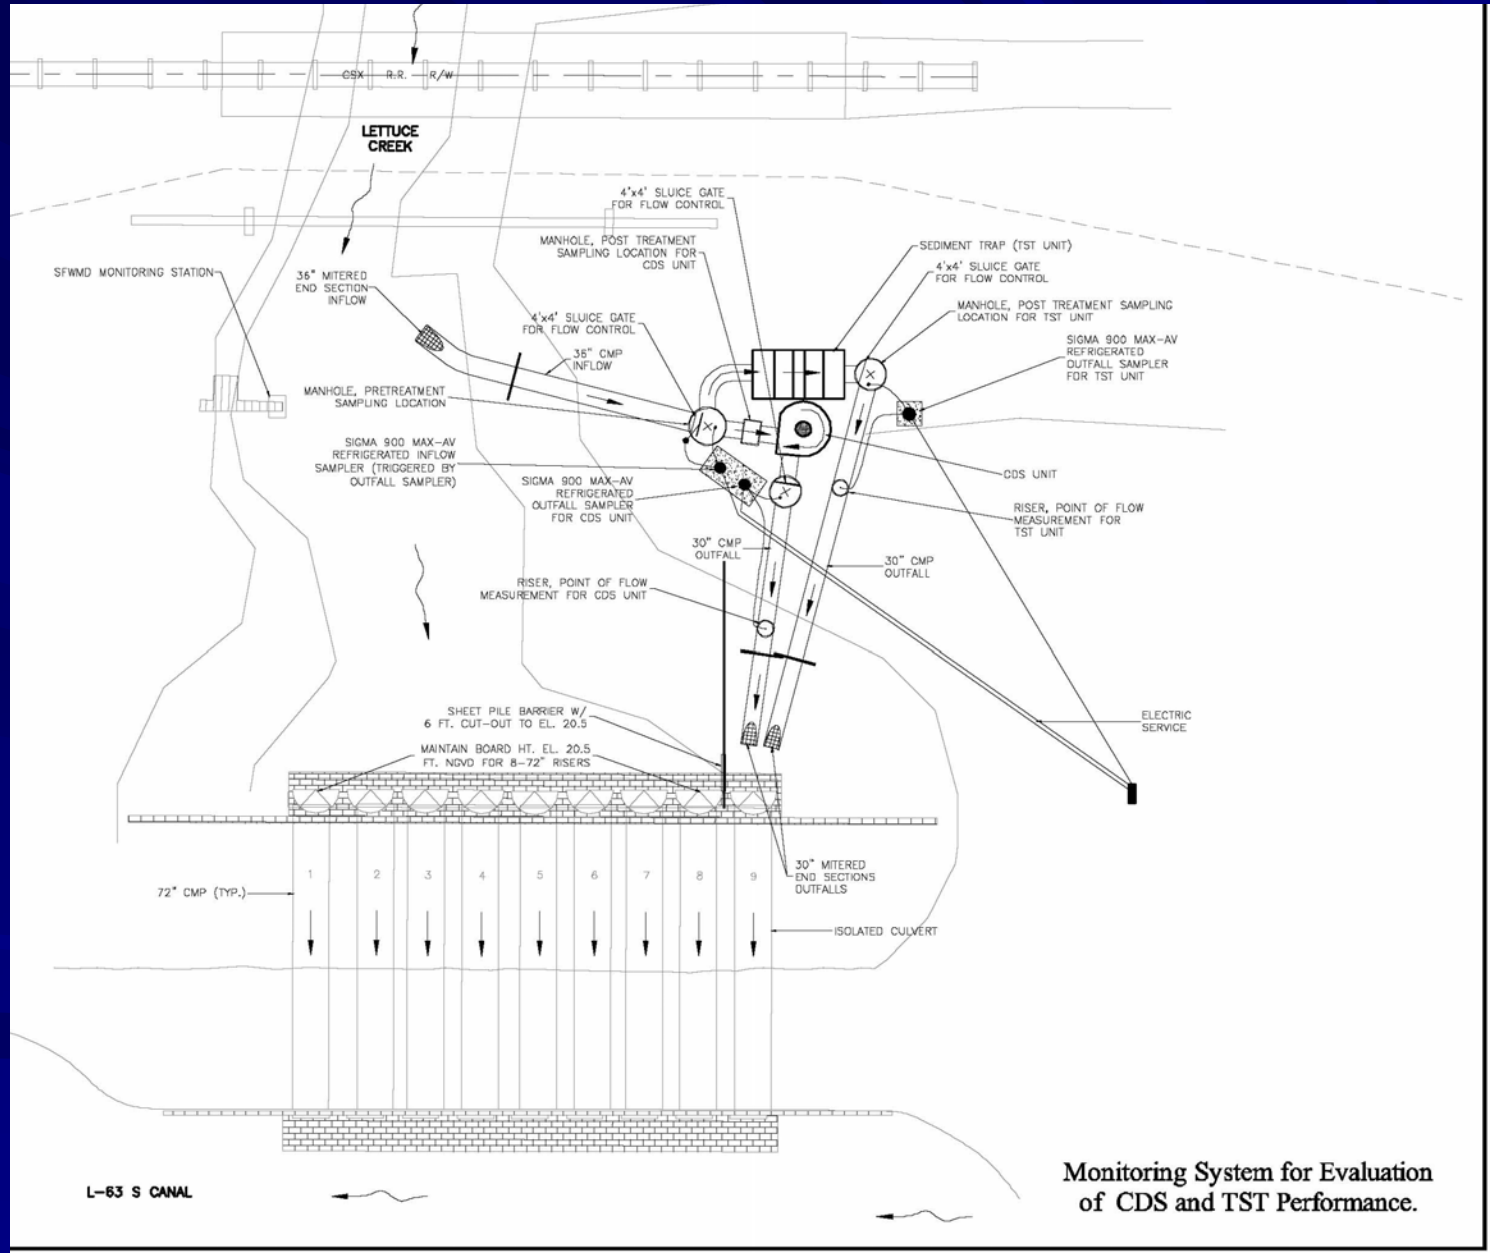 CSX R.R. R/W
LETTUCE
CREEK
4'x4' SLUICE GATE
FOR FLOW CONTROL
MANHOLE, POST TREATMENT
SAMPLING LOCATION FOR
CDS UNIT
SEDIMENT TRAP (TST UNIT)
4'x4' SLUICE GATE
FOR FLOW CONTROL
SFWMD MONITORING STATION
36" MITERED
END SECTION
INFLOW
MANHOLE, POST TREATMENT SAMPLING
LOCATION FOR TST UNIT
4'x4' SLUICE GATE
FOR FLOW CONTROL
SIGMA 900 MAX-AV
REFRIGERATED
OUTFALL SAMPLER
FOR TST UNIT
36" CMP
INFLOW
MANHOLE, PRETREATMENT
SAMPLING LOCATION
SIGMA 900 MAX-AV
REFRIGERATED INFLOW
SAMPLER (TRIGGERED BY
OUTFALL SAMPLER)
CDS UNIT
SIGMA 900 MAX-AV
REFRIGERATED
OUTFALL SAMPLER
FOR CDS UNIT
RISER, POINT OF FLOW
MEASUREMENT FOR
TST UNIT
30" CMP
OUTFALL
30" CMP
OUTFALL
RISER, POINT OF FLOW
MEASUREMENT FOR CDS UNIT
SHEET PILE BARRIER W/
6 FT. CUT-OUT TO EL. 20.5
ELECTRIC
SERVICE
MAINTAIN BOARD HT. EL. 20.5
FT. NGVD FOR 8-72" RISERS
30" MITERED
END SECTIONS
OUTFALLS
1 2 3 4 5 6 7 8 9
72" CMP (TYP.)
ISOLATED CULVERT
L-63 S CANAL
Monitoring System for Evaluation
of CDS and TST Performance.